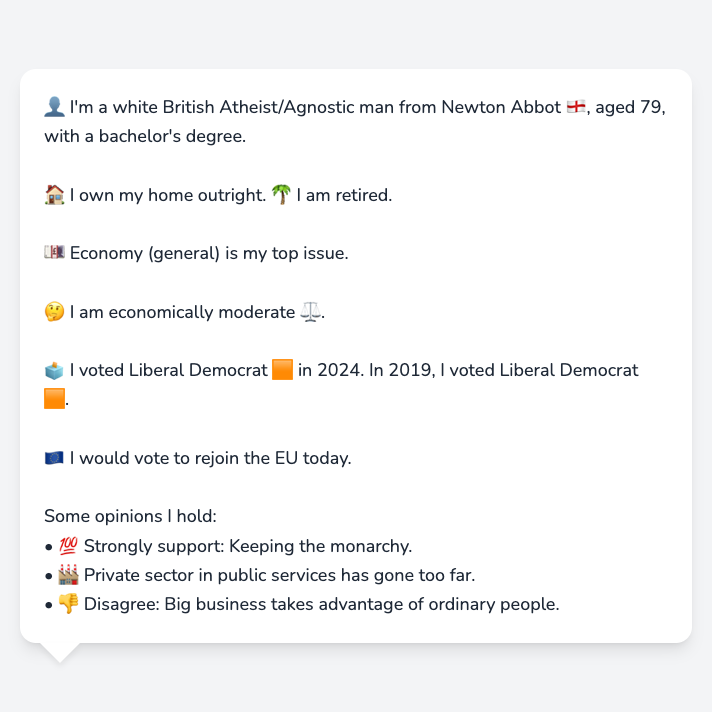 👤 I'm a white British Atheist/Agnostic man from Newton Abbot 🏴󠁧󠁢󠁥󠁮󠁧󠁿, aged 79,
with a bachelor's degree.
🏠 I own my home outright. 🌴 I am retired.
💷 Economy (general) is my top issue.
🤔 I am economically moderate ⚖️.
🗳️ I voted Liberal Democrat 🟧 in 2024. In 2019, I voted Liberal Democrat
🟧.
🇪🇺 I would vote to rejoin the EU today.
Some opinions I hold:
• 💯 Strongly support: Keeping the monarchy.
• 🏭 Private sector in public services has gone too far.
• 👎 Disagree: Big business takes advantage of ordinary people.